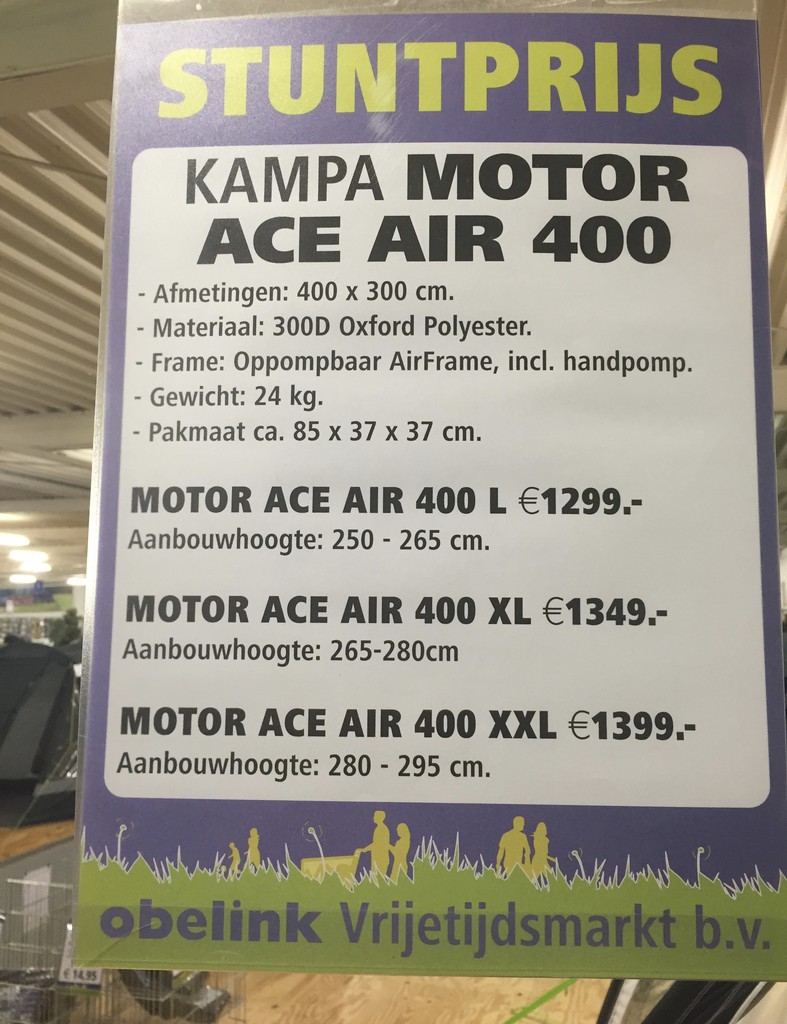 STUNTPRIJS
KAMPA MOTOR
ACE AIR 400
- Afmetingen: 400 x 300 cm.
- Materiaal: 300D Oxford Polyester.
- Frame: Oppompbaar AirFrame, incl. handpomp.
- Gewicht: 24 kg.
- Pakmaat ca. 85 x 37 x 37 cm.
MOTOR ACE AIR 400 L €1299.-
Aanbouwhoogte: 250 - 265 cm.
MOTOR ACE AIR 400 XL €1349.-
Aanbouwhoogte: 265-280cm
MOTOR ACE AIR 400 XXL €1399.-
Aanbouwhoogte: 280 - 295 cm.
obelink Vrijetijdsmarkt b.v.
€ 14.95